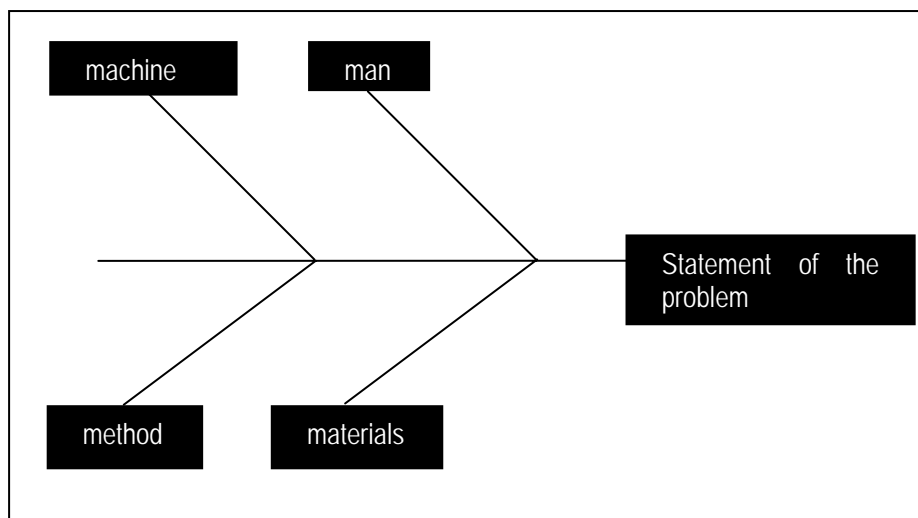 machine
man
Statement of the
problem
method
materials